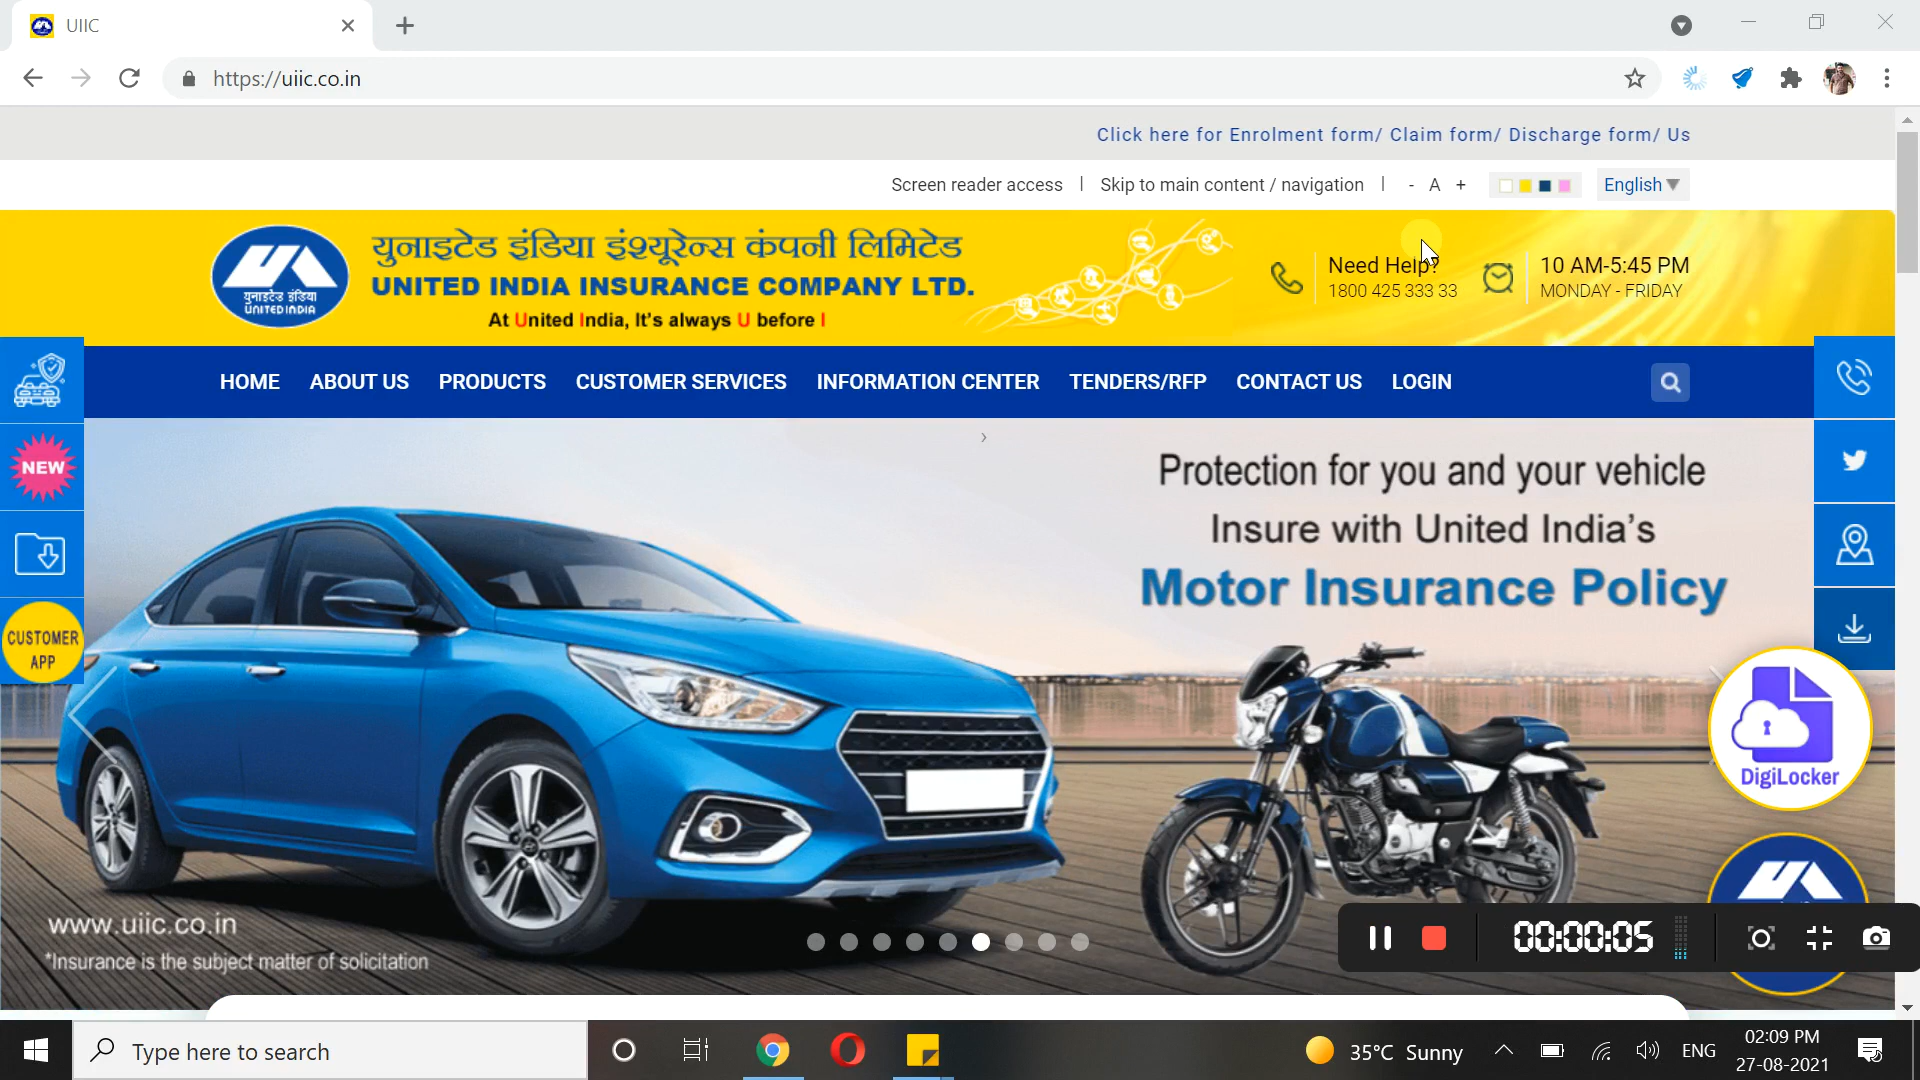 UIIC
https://uiic.co.in
Click here for Enrolment form/ Claim form/ Discharge form/ Us
Screen reader access | Skip to main content / navigation | - A + English
युनाइटेड इंडिया इंश्यूरेन्स कंपनी लिमिटेड
UNITED INDIA INSURANCE COMPANY LTD.
At United India, It's always U before I
युनाइटेड इंडिया
UNITED INDIA
Need Help?
1800 425 333 33
10 AM-5:45 PM
MONDAY - FRIDAY
HOME ABOUT US PRODUCTS CUSTOMER SERVICES INFORMATION CENTER TENDERS/RFP CONTACT US LOGIN
NEW
CUSTOMER
APP
Protection for you and your vehicle
Insure with United India's
Motor Insurance Policy
DigiLocker
www.uiic.co.in
*Insurance is the subject matter of solicitation
00:00:05
Type here to search
35°C Sunny
ENG
02:09 PM
27-08-2021